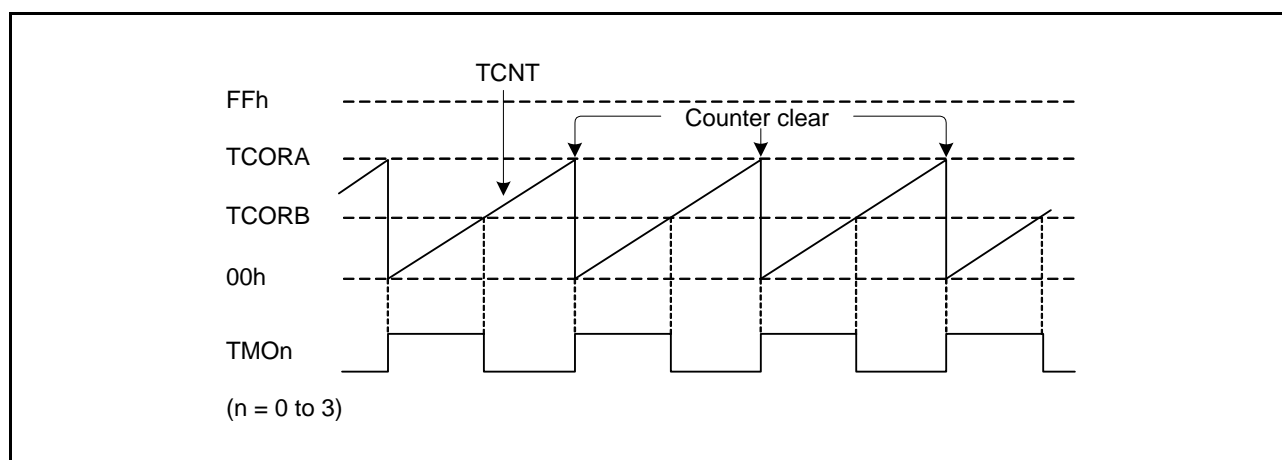 TCNT
FFh
Counter clear
TCORA
TCORB
00h
TMOn
(n = 0 to 3)